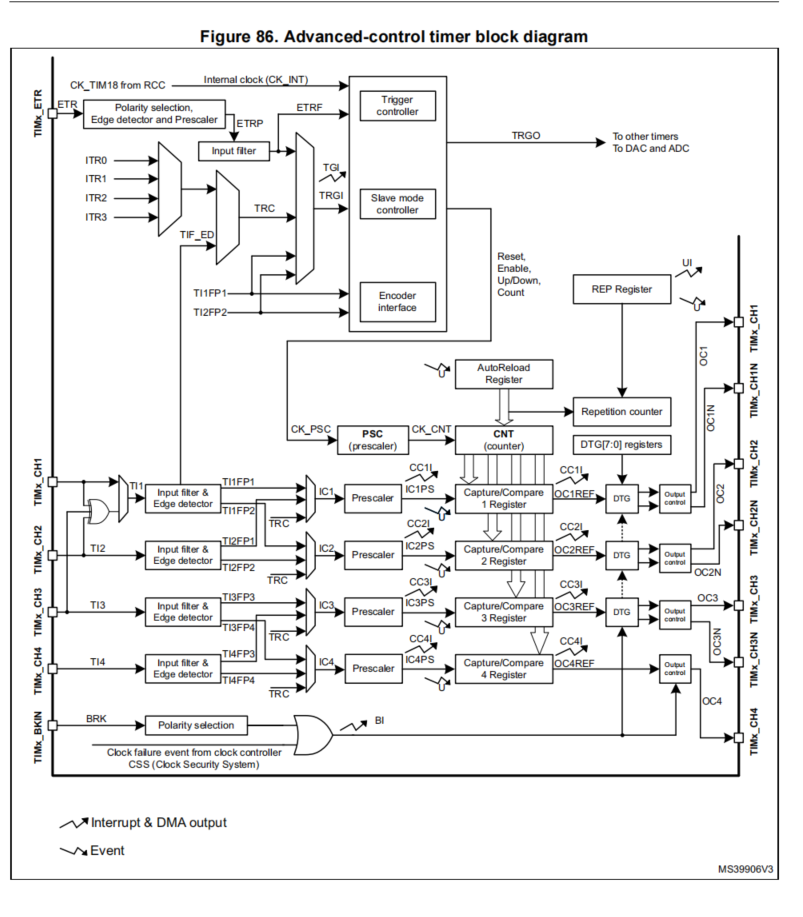 Figure 86. Advanced-control timer block diagram
CK_TIM18 from RCC
Internal clock (CK_INT)
TIMx_ETR
ETR
Polarity selection,
Edge detector and Prescaler
ETRP
ETRF
Input filter
Trigger
controller
TRGO
To other timers
To DAC and ADC
ITR0
ITR1
ITR2
ITR3
TGI
TRGI
TRC
TIF_ED
Slave mode
controller
Reset,
Enable,
Up/Down,
Count
TI1FP1
TI2FP2
Encoder
interface
REP Register
UI
AutoReload
Register
Repetition counter
CK_PSC
PSC
(prescaler)
CK_CNT
CNT
(counter)
DTG[7:0] registers
TIMx_CH1
TI1
Input filter &
Edge detector
TI1FP1
TI1FP2
TRC
IC1
Prescaler
CC1I
IC1PS
Capture/Compare
1 Register
CC1I
OC1REF
DTG
Output
control
OC1
TIMx_CH1
OC1N
TIMx_CH1N
TIMx_CH2
TI2
Input filter &
Edge detector
TI2FP1
TI2FP2
TRC
IC2
Prescaler
CC2I
IC2PS
Capture/Compare
2 Register
CC2I
OC2REF
DTG
Output
control
OC2
TIMx_CH2
OC2N
TIMx_CH2N
TIMx_CH3
TI3
Input filter &
Edge detector
TI3FP3
TI3FP4
TRC
IC3
Prescaler
CC3I
IC3PS
Capture/Compare
3 Register
CC3I
OC3REF
DTG
Output
control
OC3
TIMx_CH3
OC3N
TIMx_CH3N
TIMx_CH4
TI4
Input filter &
Edge detector
TI4FP3
TI4FP4
TRC
IC4
Prescaler
CC4I
IC4PS
Capture/Compare
4 Register
CC4I
OC4REF
Output
control
OC4
TIMx_CH4
TIMx_BKIN
BRK
Polarity selection
BI
Clock failure event from clock controller
CSS (Clock Security System)
Interrupt & DMA output
Event
MS39906V3